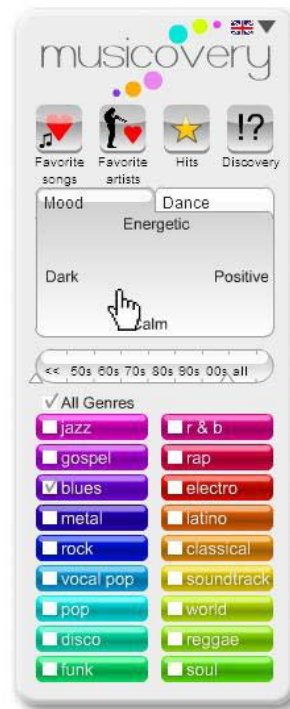 musicovery
!?
Favorite songs
Favorite artists
Hits
Discovery
Mood
Dance
Energetic
Dark
Positive
alm
<< 50s 60s 70s 80s 90s 00s all
All Genres
jazz
r & b
gospel
rap
blues
electro
metal
latino
rock
classical
vocal pop
soundtrack
pop
world
disco
reggae
funk
soul